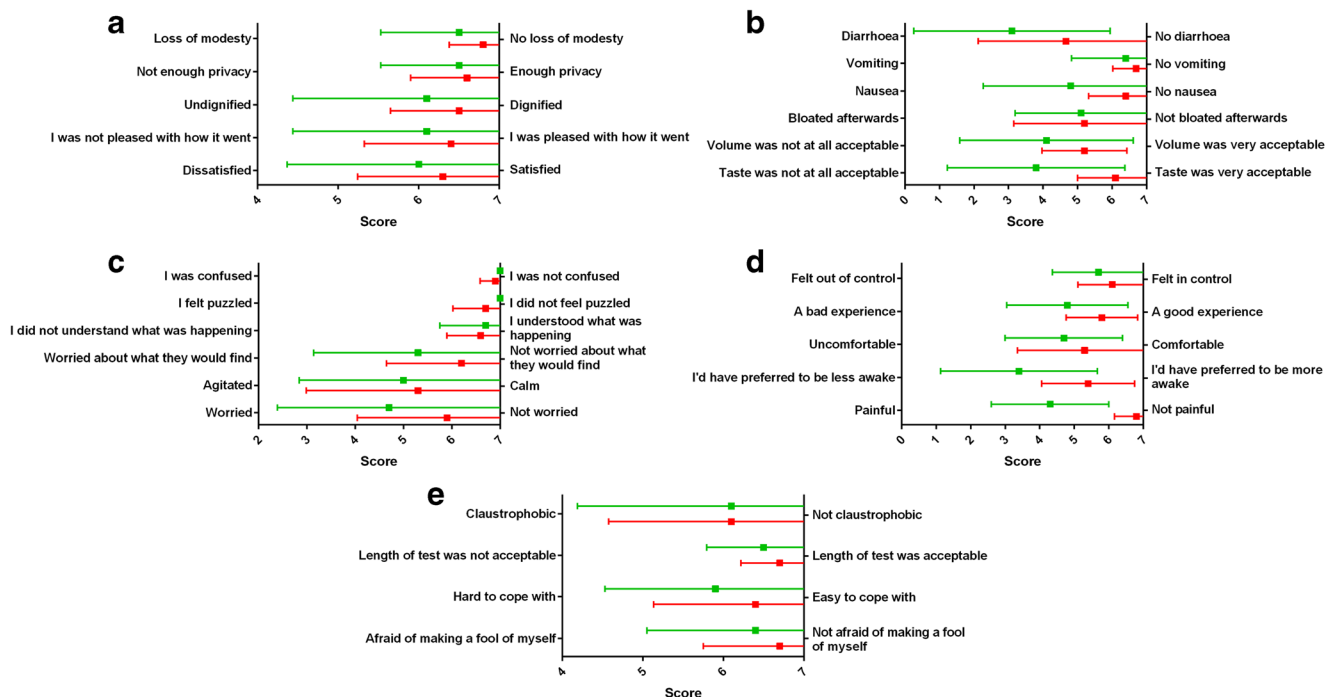 a
Loss of modesty
No loss of modesty
Not enough privacy
Enough privacy
Undignified
Dignified
I was not pleased with how it went
I was pleased with how it went
Dissatisfied
Satisfied
4 5 6 7
Score
b
Diarrhoea
No diarrhoea
Vomiting
No vomiting
Nausea
No nausea
Bloated afterwards
Not bloated afterwards
Volume was not at all acceptable
Volume was very acceptable
Taste was not at all acceptable
Taste was very acceptable
0 1 2 3 4 5 6 7
Score
c
I was confused
I was not confused
I felt puzzled
I did not feel puzzled
I did not understand what was happening
I understood what was
happening
Worried about what they would find
Not worried about what
they would find
Agitated
Calm
Worried
Not worried
2 3 4 5 6 7
Score
d
Felt out of control
Felt in control
A bad experience
A good experience
Uncomfortable
Comfortable
I'd have preferred to be less awake
I'd have preferred to be more
awake
Painful
Not painful
0 1 2 3 4 5 6 7
Score
e
Claustrophobic
Not claustrophobic
Length of test was not acceptable
Length of test was acceptable
Hard to cope with
Easy to cope with
Afraid of making a fool of myself
Not afraid of making a fool
of myself
4 5 6 7
Score